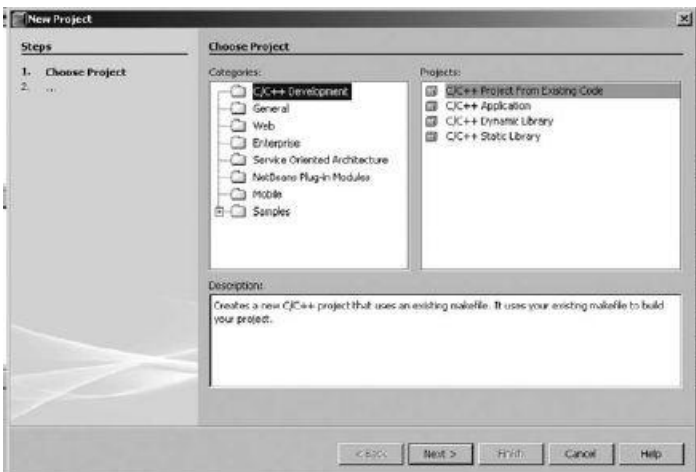 New Project
Steps
1. Choose Project
2. ...
Choose Project
Categories:
C/C++ Development
General
Web
Enterprise
Service Oriented Architecture
NetBeans Plug-in Modules
Mobile
Samples
Projects:
C/C++ Project From Existing Code
C/C++ Application
C/C++ Dynamic Library
C/C++ Static Library
Description:
Creates a new C/C++ project that uses an existing makefile. It uses your existing makefile to build
your project.
< Back
Next >
Finish
Cancel
Help